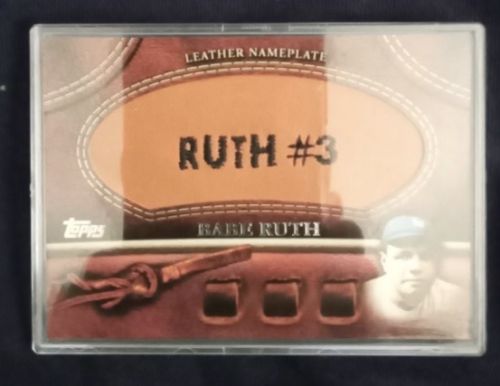 LEATHER NAMEPLATE
RUTH #3
BABE RUTH
TOPPS